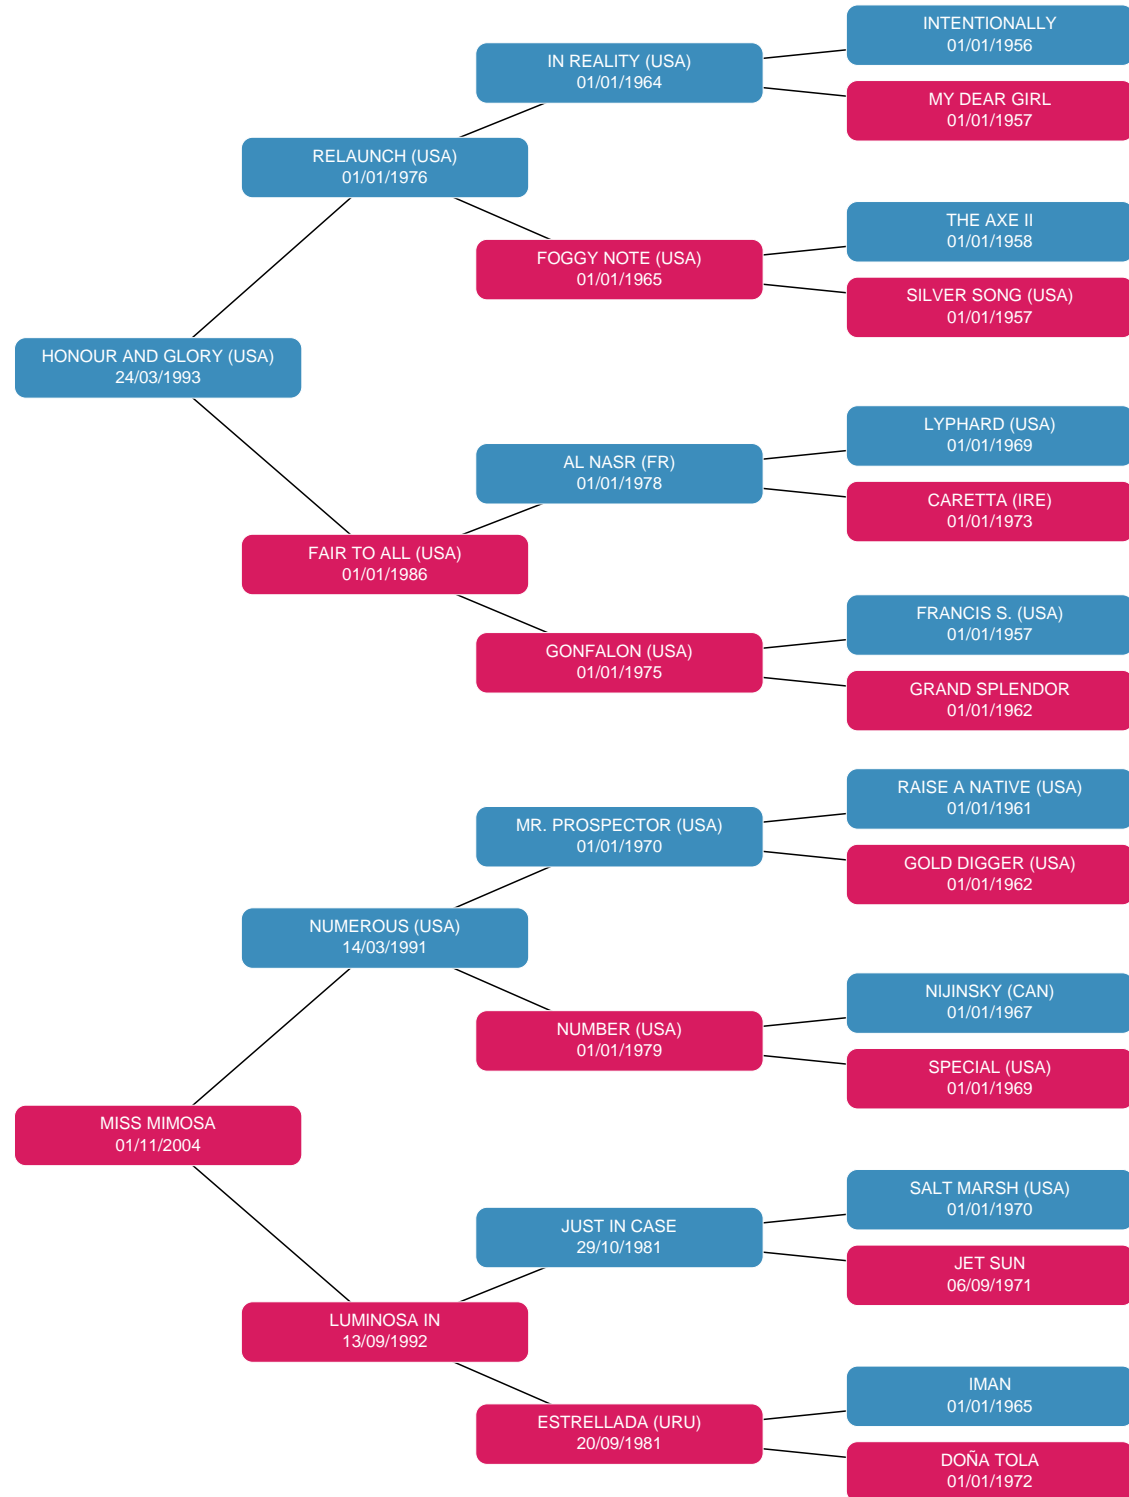 INTENTIONALLY
01/01/1956
IN REALITY (USA)
01/01/1964
MY DEAR GIRL
01/01/1957
RELAUNCH (USA)
01/01/1976
THE AXE II
01/01/1958
FOGGY NOTE (USA)
01/01/1965
SILVER SONG (USA)
01/01/1957
HONOUR AND GLORY (USA)
24/03/1993
LYPHARD (USA)
01/01/1969
AL NASR (FR)
01/01/1978
CARETTA (IRE)
01/01/1973
FAIR TO ALL (USA)
01/01/1986
FRANCIS S. (USA)
01/01/1957
GONFALON (USA)
01/01/1975
GRAND SPLENDOR
01/01/1962
RAISE A NATIVE (USA)
01/01/1961
MR. PROSPECTOR (USA)
01/01/1970
GOLD DIGGER (USA)
01/01/1962
NUMEROUS (USA)
14/03/1991
NIJINSKY (CAN)
01/01/1967
NUMBER (USA)
01/01/1979
SPECIAL (USA)
01/01/1969
MISS MIMOSA
01/11/2004
SALT MARSH (USA)
01/01/1970
JUST IN CASE
29/10/1981
JET SUN
06/09/1971
LUMINOSA IN
13/09/1992
IMAN
01/01/1965
ESTRELLADA (URU)
20/09/1981
DOÑA TOLA
01/01/1972